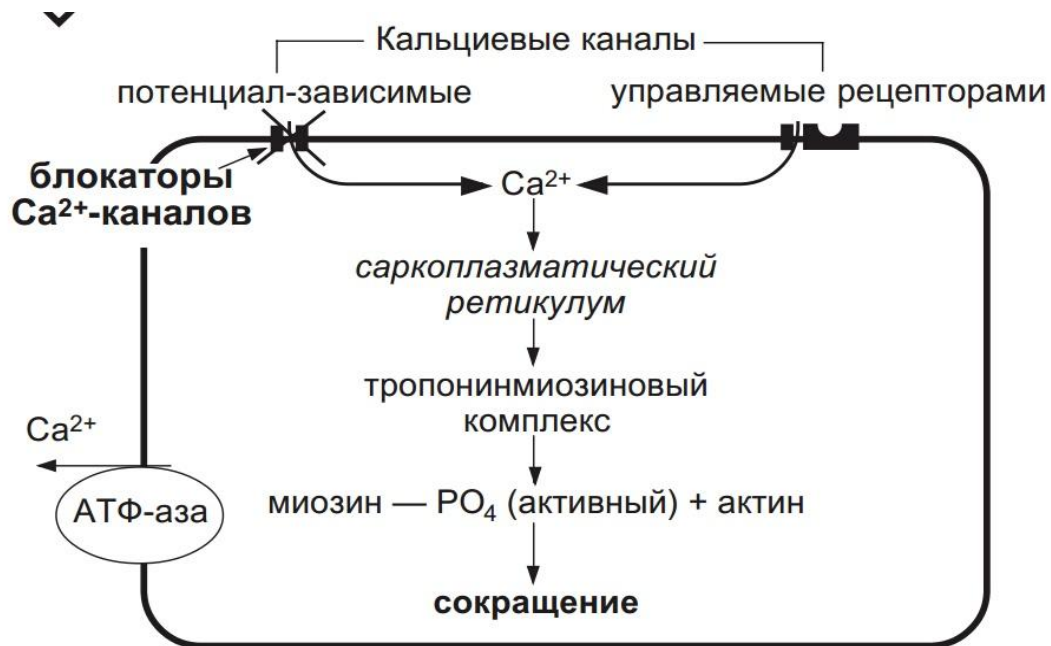 Кальциевые каналы
потенциал-зависимые
управляемые рецепторами
блокаторы
Ca²⁺-каналов
Ca²⁺
саркоплазматический
ретикулум
тропонинмиозиновый
комплекс
Ca²⁺
АТФ-аза
миозин — PO₄ (активный) + актин
сокращение